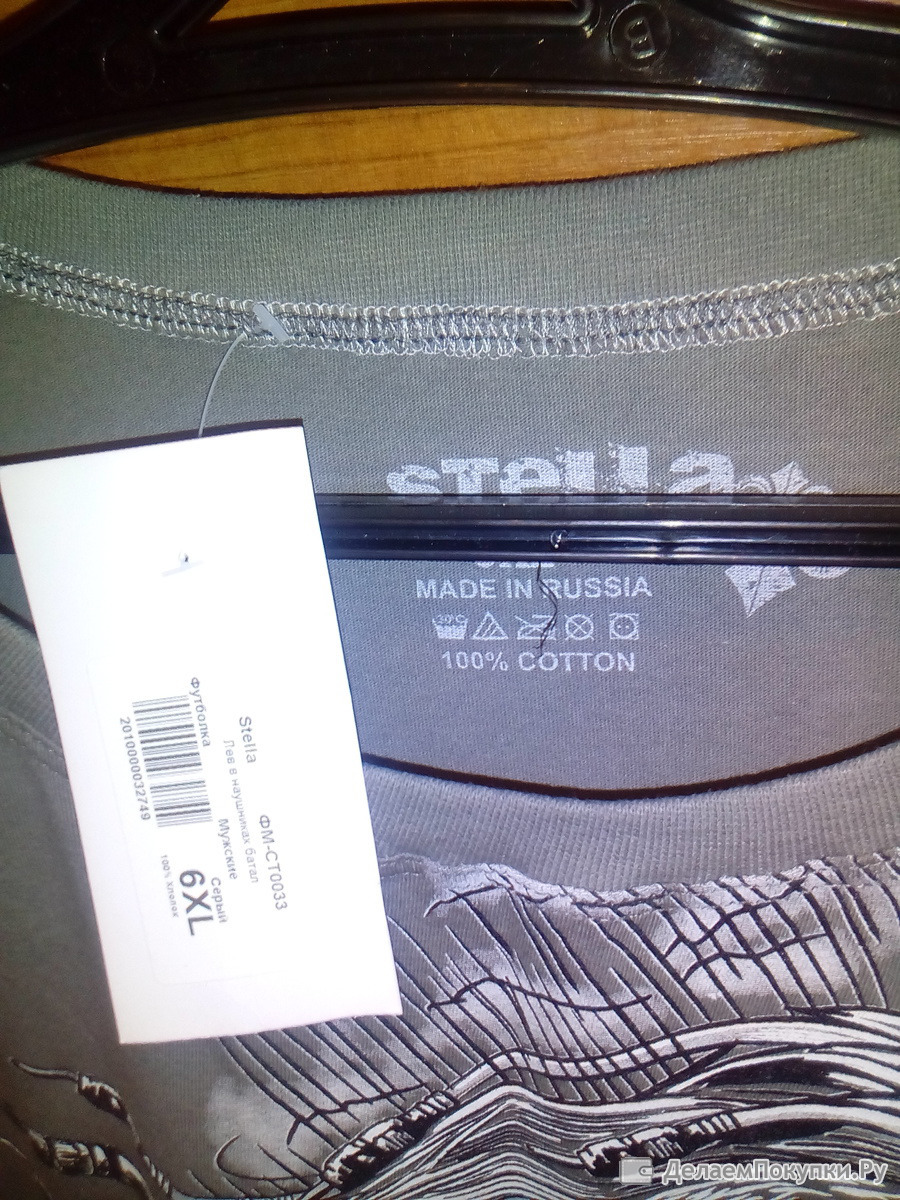 stella
MADE IN RUSSIA
30°C
100% COTTON
ФМ-СТ0033
Stella
Лев в наушниках батал
Мужские
Серый
Футболка
6XL
100% хлопок
2010000032749
ДелаемПокупки.Ру